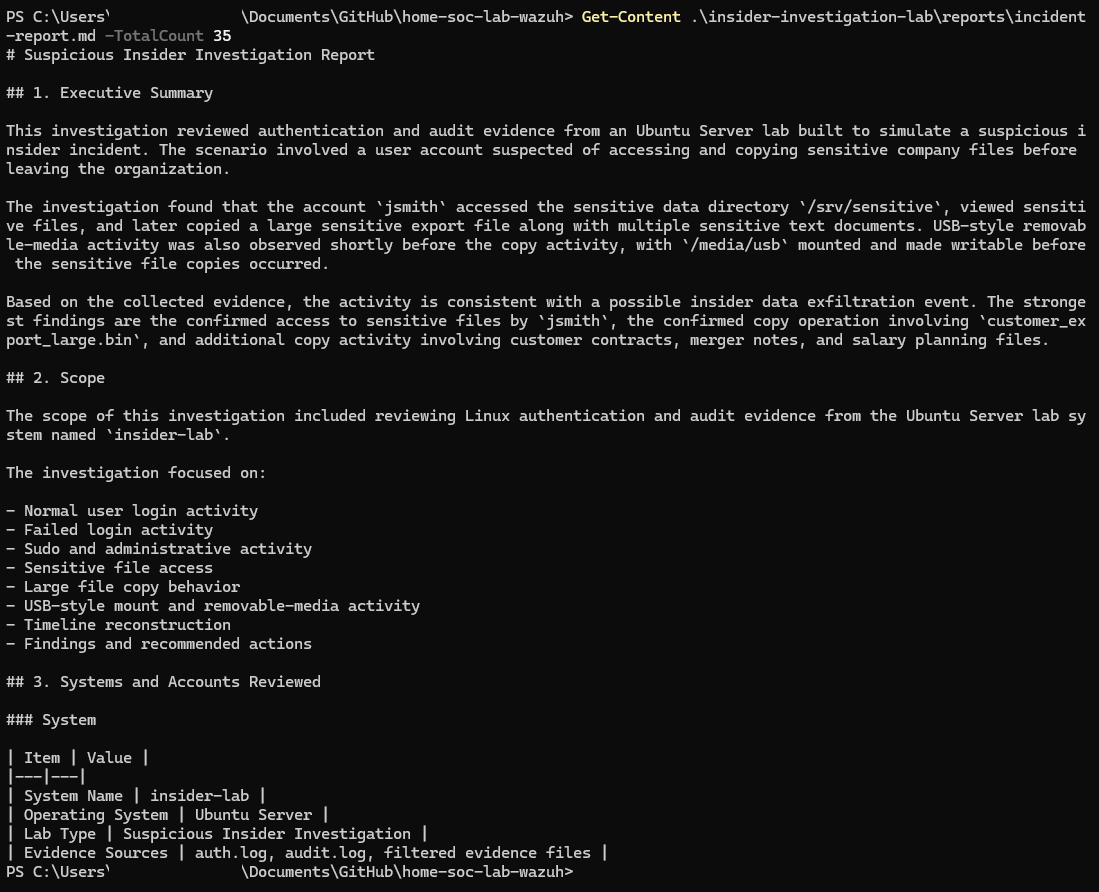 PS C:\Users\ \Documents\GitHub\home-soc-lab-wazuh> Get-Content .\insider-investigation-lab\reports\incident
-report.md -TotalCount 35
# Suspicious Insider Investigation Report
## 1. Executive Summary
This investigation reviewed authentication and audit evidence from an Ubuntu Server lab built to simulate a suspicious i
nsider incident. The scenario involved a user account suspected of accessing and copying sensitive company files before
leaving the organization.
The investigation found that the account `jsmith` accessed the sensitive data directory `/srv/sensitive`, viewed sensiti
ve files, and later copied a large sensitive export file along with multiple sensitive text documents. USB-style removab
le-media activity was also observed shortly before the copy activity, with `/media/usb` mounted and made writable before
 the sensitive file copies occurred.
Based on the collected evidence, the activity is consistent with a possible insider data exfiltration event. The stronge
st findings are the confirmed access to sensitive files by `jsmith`, the confirmed copy operation involving `customer_ex
port_large.bin`, and additional copy activity involving customer contracts, merger notes, and salary planning files.
## 2. Scope
The scope of this investigation included reviewing Linux authentication and audit evidence from the Ubuntu Server lab sy
stem named `insider-lab`.
The investigation focused on:
- Normal user login activity
- Failed login activity
- Sudo and administrative activity
- Sensitive file access
- Large file copy behavior
- USB-style mount and removable-media activity
- Timeline reconstruction
- Findings and recommended actions
## 3. Systems and Accounts Reviewed
### System
| Item | Value |
|---|---|
| System Name | insider-lab |
| Operating System | Ubuntu Server |
| Lab Type | Suspicious Insider Investigation |
| Evidence Sources | auth.log, audit.log, filtered evidence files |
PS C:\Users\ \Documents\GitHub\home-soc-lab-wazuh>